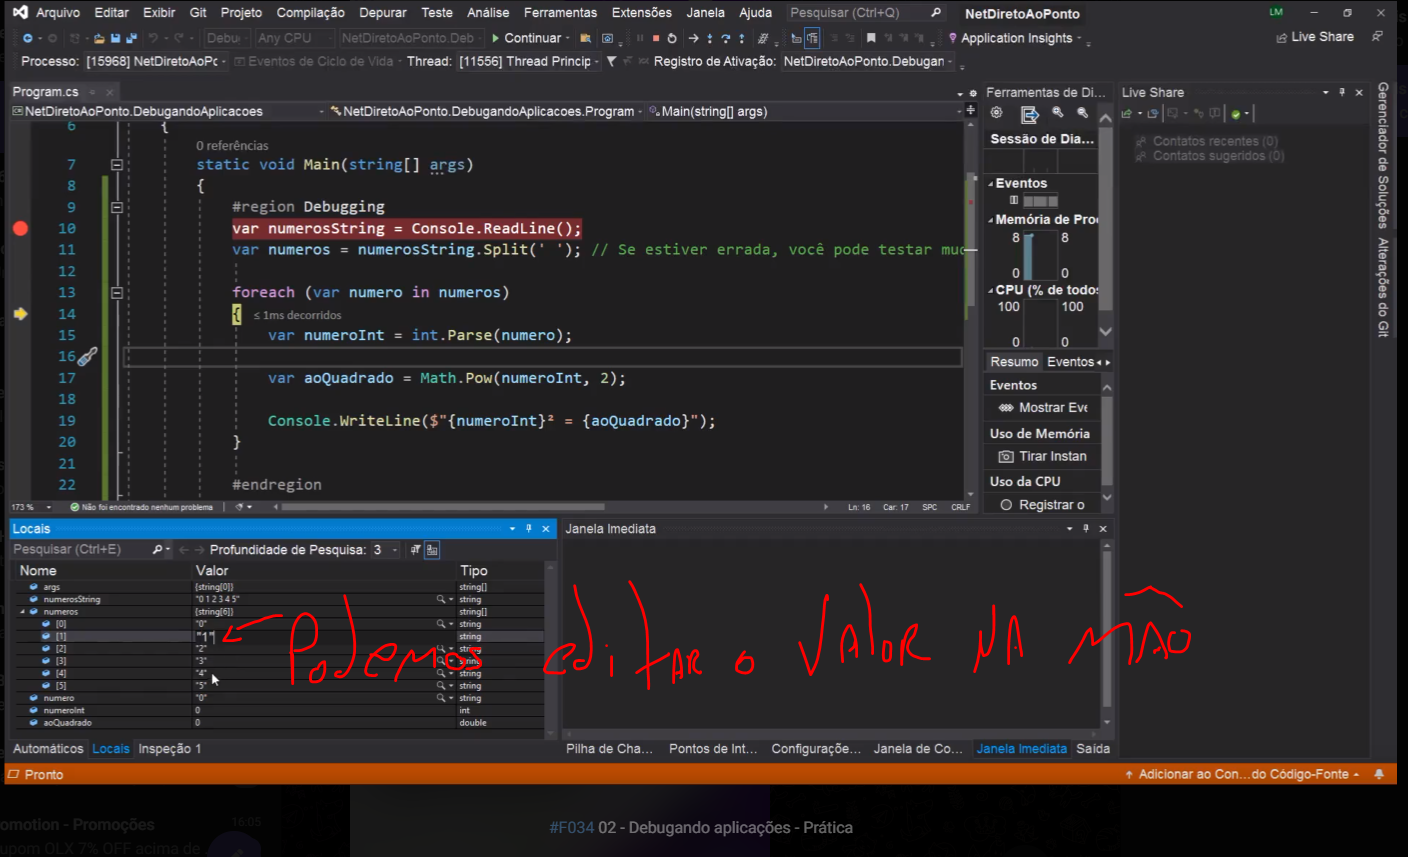 Arquivo Editar Exibir Git Projeto Compilação Depurar Teste Análise Ferramentas Extensões Janela Ajuda Pesquisar (Ctrl+Q) NetDiretoAoPonto LM
Debu Any CPU NetDiretoAoPonto.Deb Continuar Application Insights Live Share
Processo: [15968] NetDiretoAoPc Eventos de Ciclo de Vida Thread: [11556] Thread Princip Registro de Ativação: NetDiretoAoPonto.Debugan
Program.cs
NetDiretoAoPonto.DebugandoAplicacoes NetDiretoAoPonto.DebugandoAplicacoes.Program Main(string[] args)
6 {
0 referências
7 static void Main(string[] args)
8 {
9 #region Debugging
10 var numerosString = Console.ReadLine();
11 var numeros = numerosString.Split(' '); // Se estiver errada, você pode testar mud
12
13 foreach (var numero in numeros)
14 { ≤ 1ms decorridos
15 var numeroInt = int.Parse(numero);
16
17 var aoQuadrado = Math.Pow(numeroInt, 2);
18
19 Console.WriteLine($"{numeroInt}² = {aoQuadrado}");
20 }
21
22 #endregion
173 % Não foi encontrado nenhum problema Ln: 16 Car: 17 SPC CRLF
Ferramentas de Di...
Sessão de Dia...
Eventos
Memória de Proc
8 8
0 0
CPU (% de todos
100 100
0 0
Resumo Eventos
Eventos
Mostrar Eve
Uso de Memória
Tirar Instan
Uso da CPU
Registrar o
Live Share
Contatos recentes (0)
Contatos sugeridos (0)
Gerenciador de Soluções
Alterações do Git
Locais
Pesquisar (Ctrl+E) Profundidade de Pesquisa: 3
Nome Valor Tipo
args {string[0]} string[]
numerosString "0 1 2 3 4 5" string
numeros {string[6]} string[]
[0] "0" string
[1] "1" string
[2] "2" string
[3] "3" string
[4] "4" string
[5] "5" string
numero "0" string
numeroInt 0 int
aoQuadrado 0 double
Automáticos Locais Inspeção 1
Janela Imediata
Podemos editar o valor na mão
Pilha de Cha... Pontos de Int... Configuraçõe... Janela de Co... Janela Imediata Saída
Pronto Adicionar ao Con...do Código-Fonte
omotion - Promoções 16:05
upom OLX 7% OFF acima de
#F034 02 - Debugando aplicações - Prática